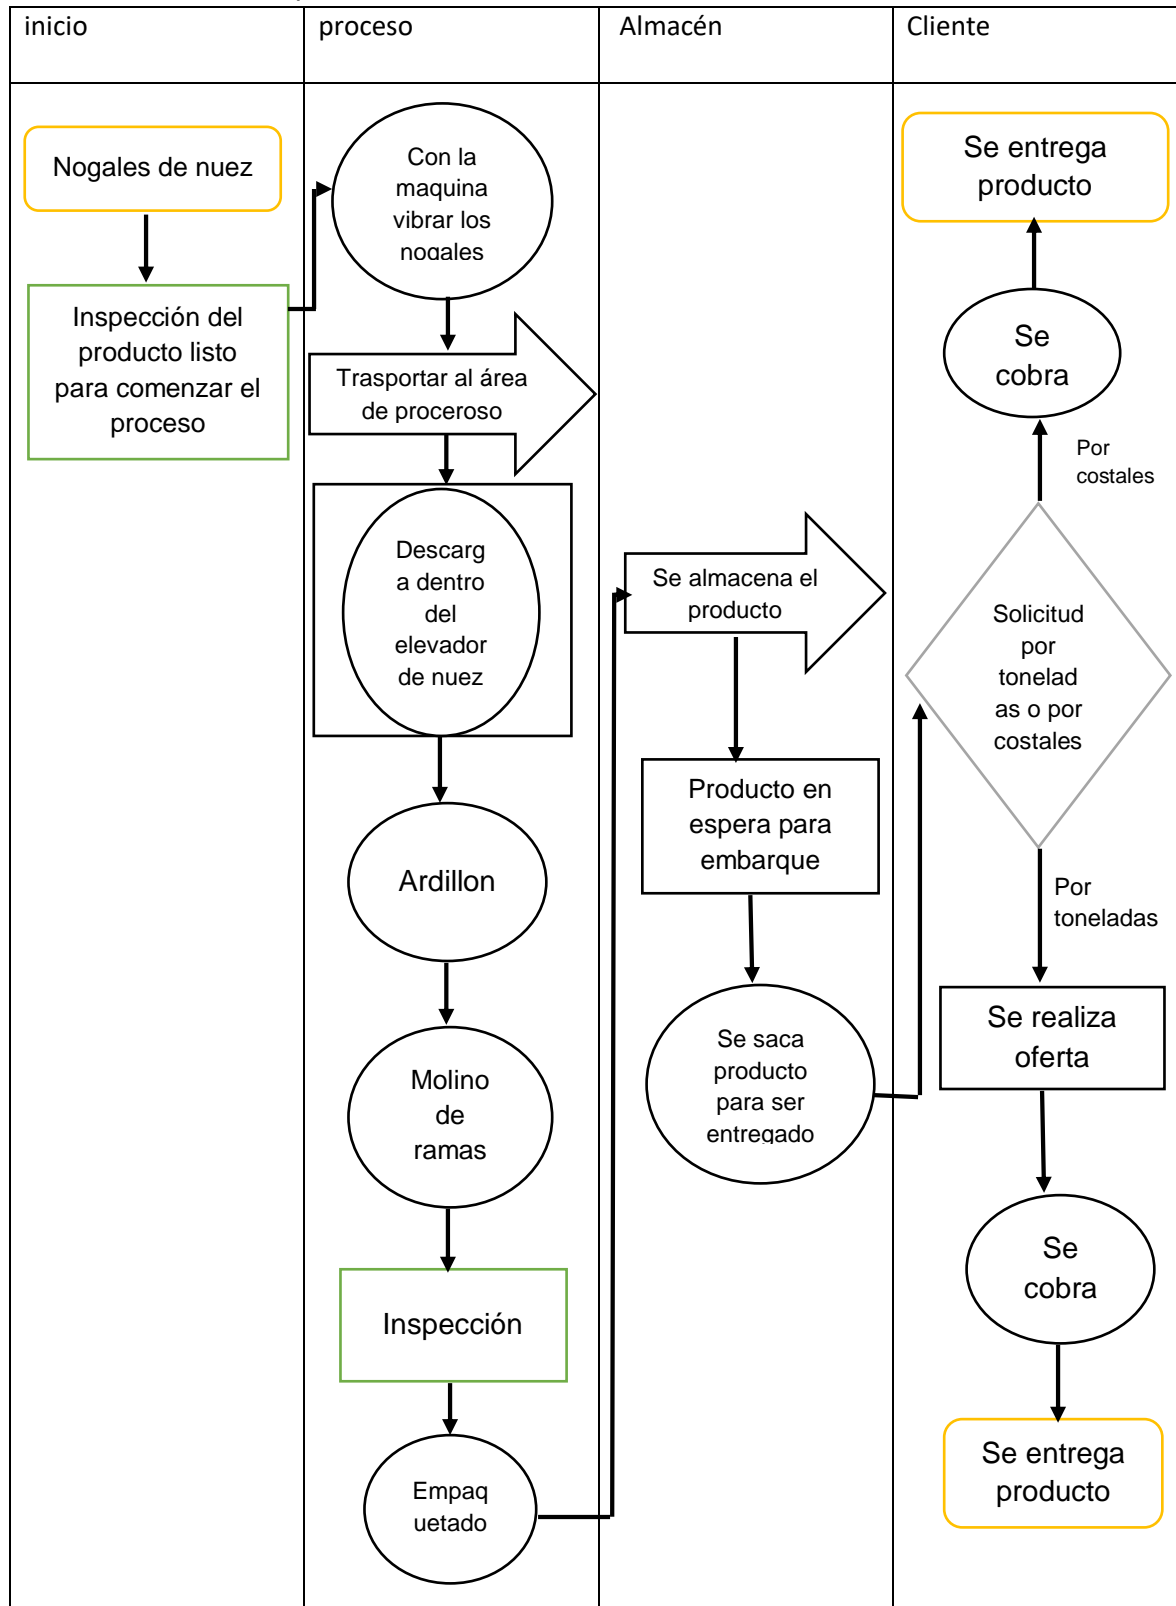 inicio
proceso
Almacén
Cliente
Nogales de nuez
Inspección del
producto listo
para comenzar el
proceso
Con la
maquina
vibrar los
nogales
Trasportar al área
de proceroso
Descarg
a dentro
del
elevador
de nuez
Ardillon
Molino
de
ramas
Inspección
Empaq
uetado
Se almacena el
producto
Producto en
espera para
embarque
Se saca
producto
para ser
entregado
Se entrega
producto
Se
cobra
Por
costales
Solicitud
por
tonelad
as o por
costales
Por
toneladas
Se realiza
oferta
Se
cobra
Se entrega
producto